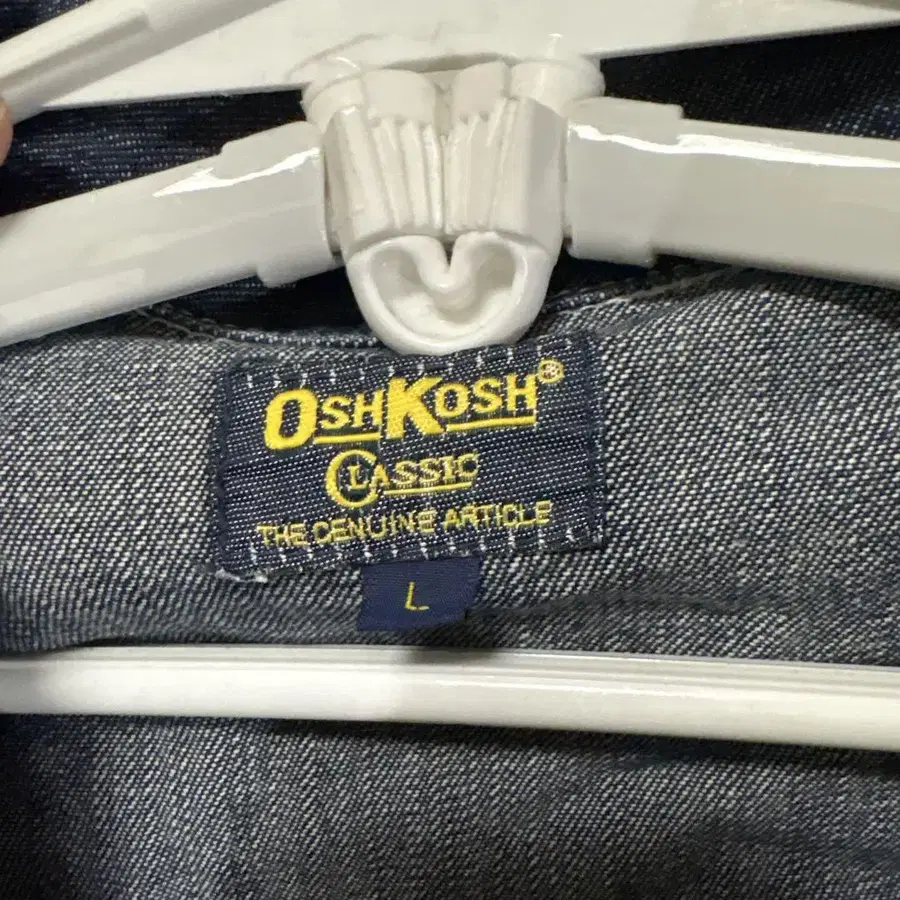 OSHKOSH®
CLASSIC
THE GENUINE ARTICLE
L